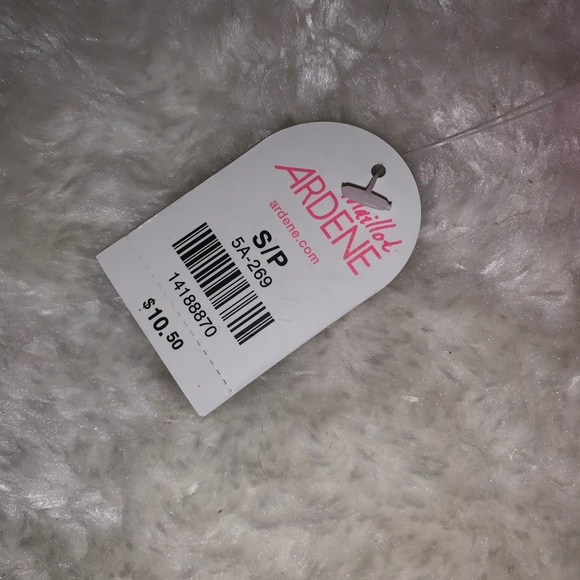 Maillot
ARDENE
ardene.com
S/P
5A-269
14188870
$10.50